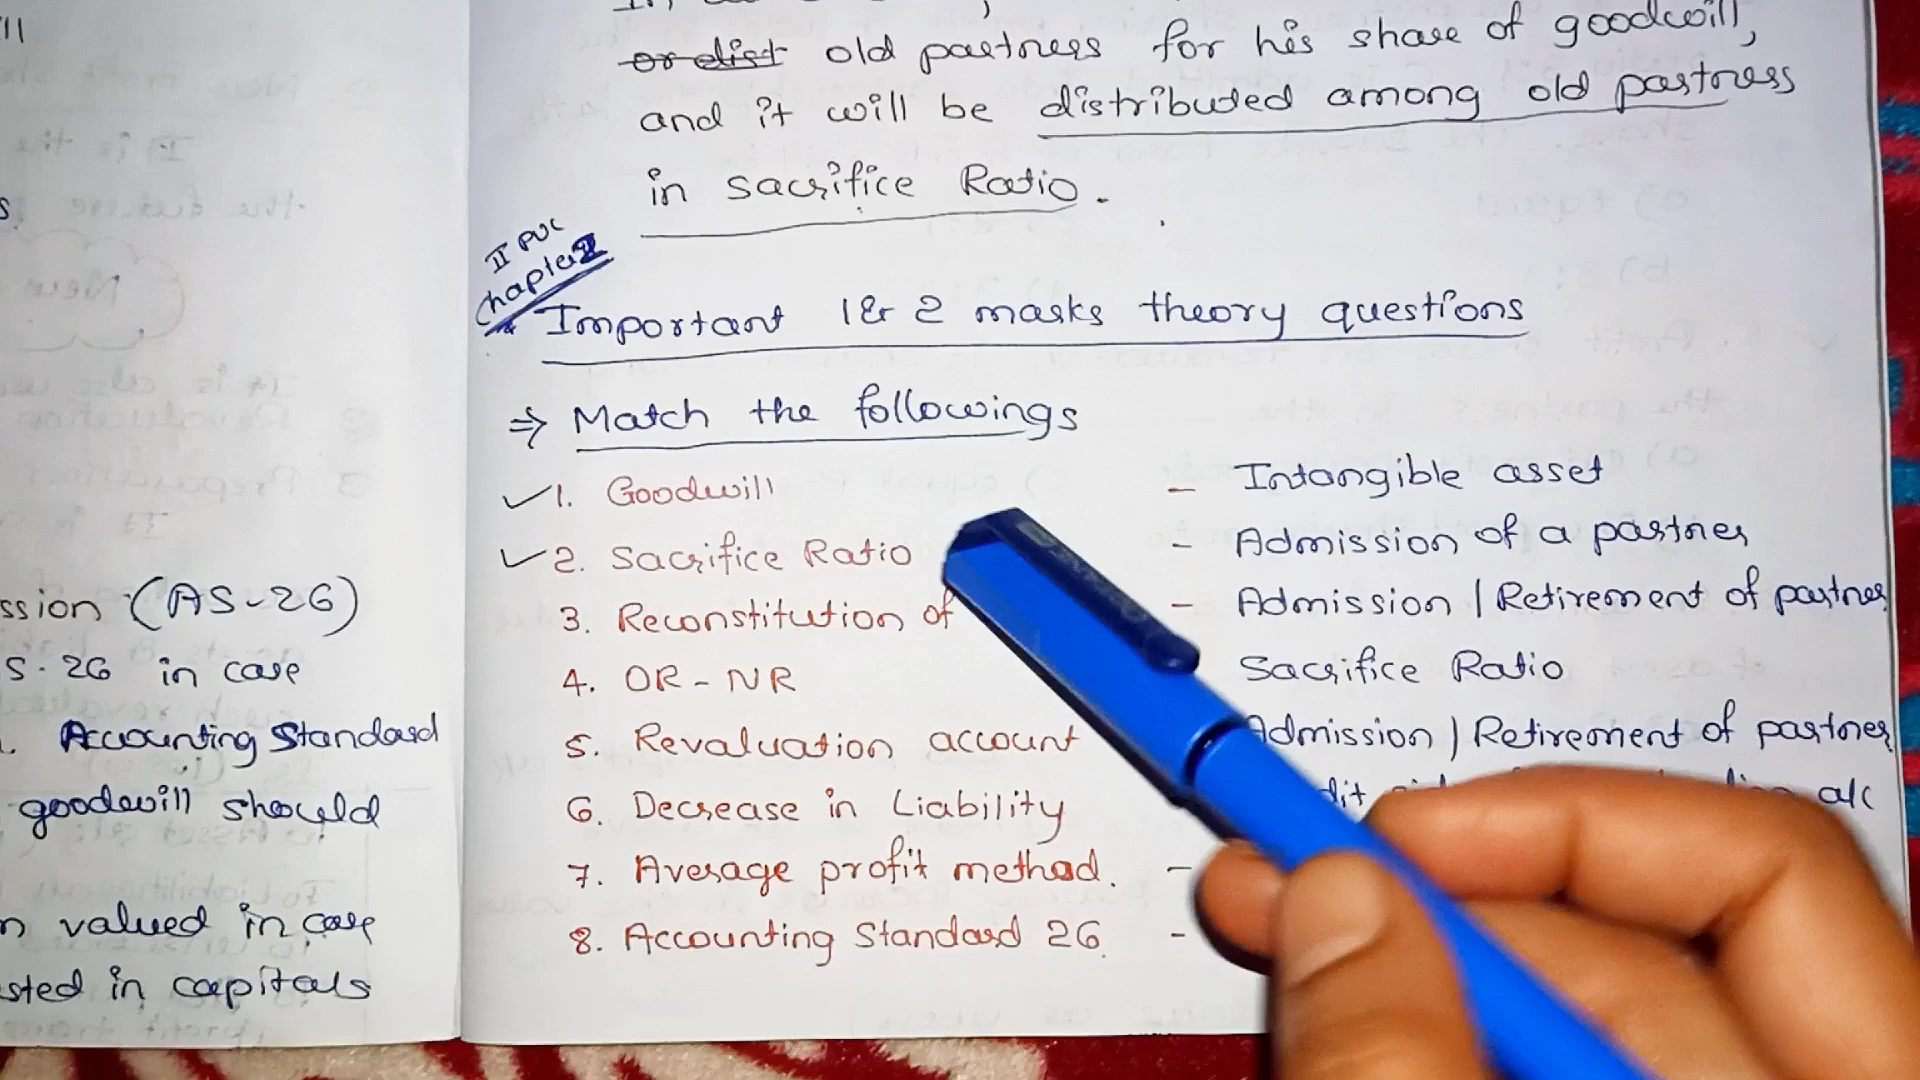 ssion (AS-26)
S. 26 in case
. Accounting Standard
goodwill should
n valued in case
sted in capitals
or dist old partners for his share of goodwill,
and it will be distributed among old partners
in sacrifice Ratio.
II PUC
Chapter 2
* Important 1 & 2 marks theory questions
⇒ Match the followings
✓ 1. Goodwill - Intangible asset
✓ 2. Sacrifice Ratio - Admission of a partner
3. Reconstitution of - Admission / Retirement of partner
4. OR - NR Sacrifice Ratio
5. Revaluation account Admission / Retirement of partner
6. Decrease in Liability a/c
7. Average profit method. -
8. Accounting Standard 26 -